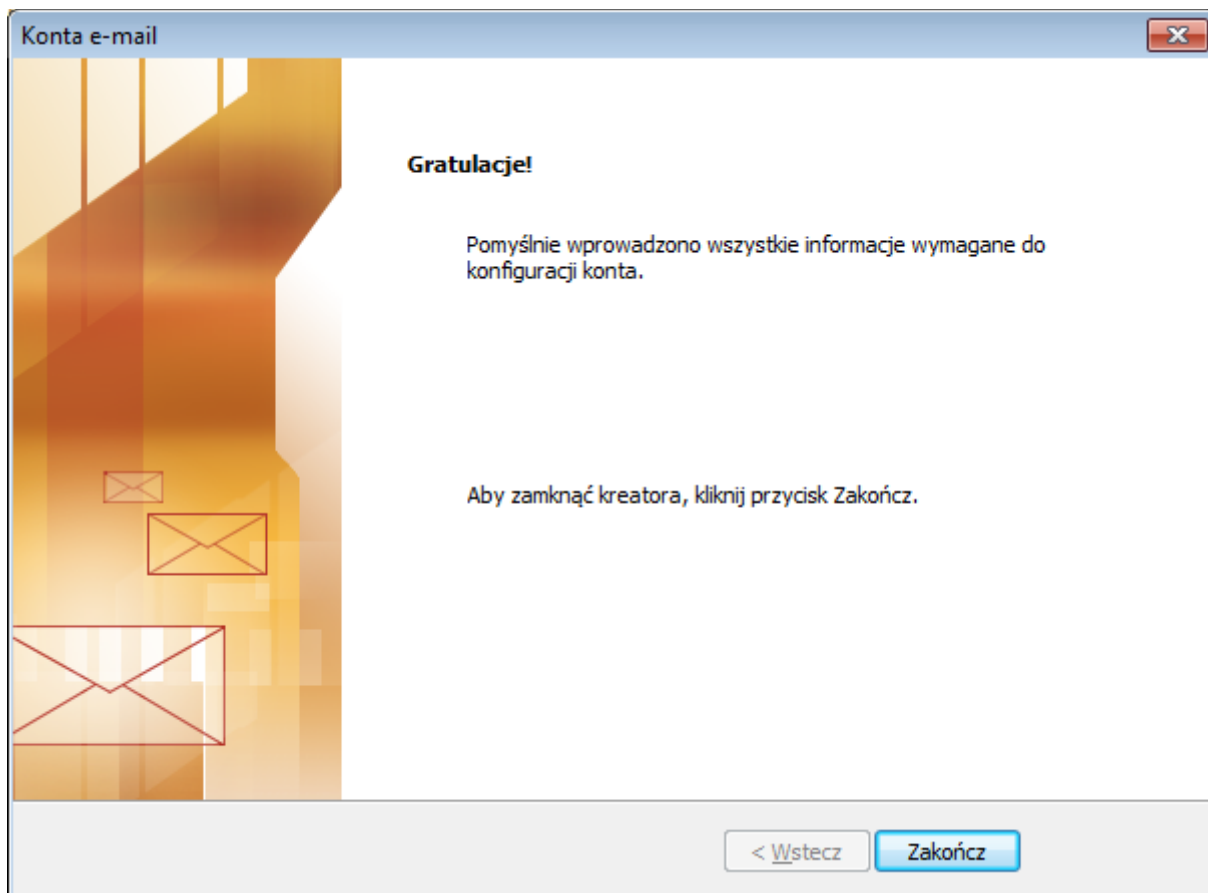 Konta e-mail
Gratulacje!
Pomyślnie wprowadzono wszystkie informacje wymagane do
konfiguracji konta.
Aby zamknąć kreatora, kliknij przycisk Zakończ.
< Wstecz
Zakończ